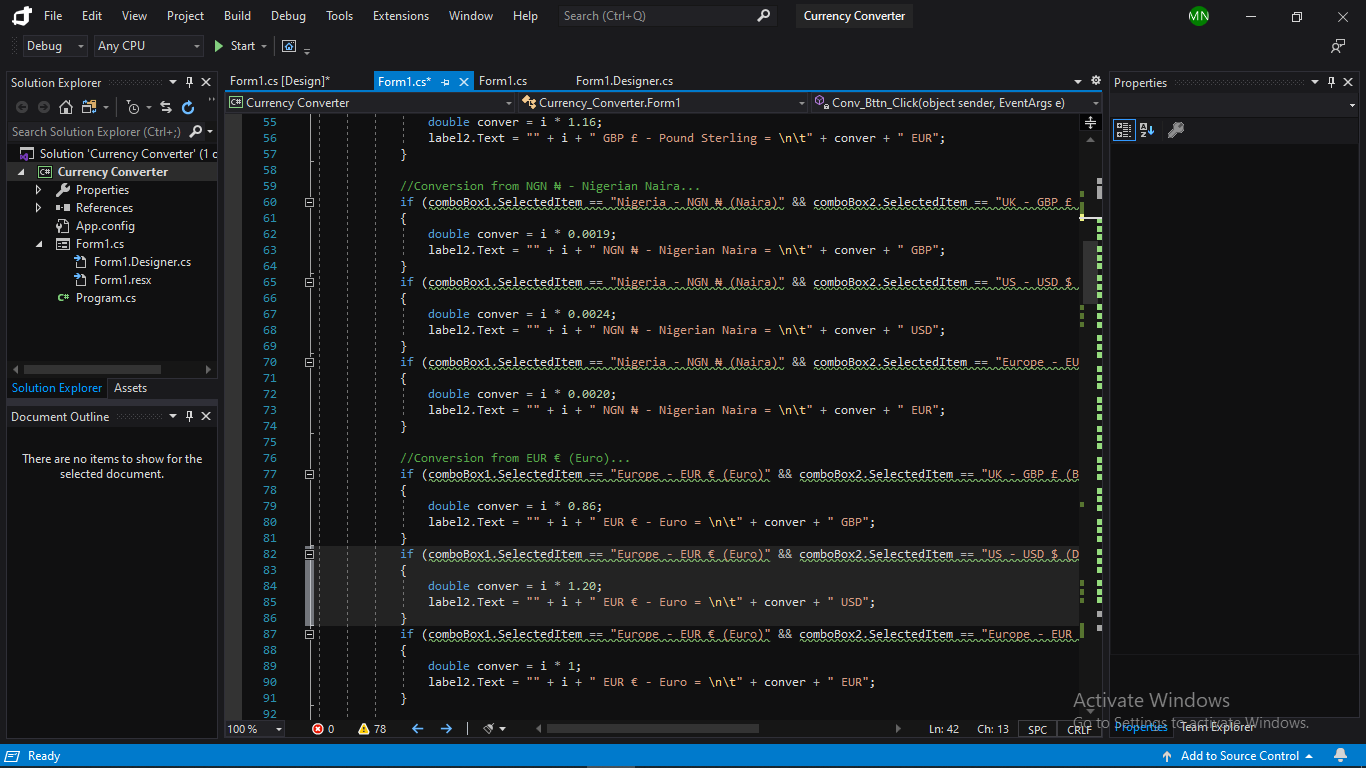 File Edit View Project Build Debug Tools Extensions Window Help Search (Ctrl+Q) Currency Converter MN
Debug Any CPU Start
Solution Explorer
Search Solution Explorer (Ctrl+;)
Solution 'Currency Converter' (1 c
Currency Converter
Properties
References
App.config
Form1.cs
Form1.Designer.cs
Form1.resx
Program.cs
Solution Explorer Assets
Document Outline
There are no items to show for the
selected document.
Form1.cs [Design]* Form1.cs* Form1.cs Form1.Designer.cs
Currency Converter Currency_Converter.Form1 Conv_Bttn_Click(object sender, EventArgs e)
55 double conver = i * 1.16;
56 label2.Text = "" + i + " GBP £ - Pound Sterling = \n\t" + conver + " EUR";
57 }
58
59 //Conversion from NGN ₦ - Nigerian Naira...
60 if (comboBox1.SelectedItem == "Nigeria - NGN ₦ (Naira)" && comboBox2.SelectedItem == "UK - GBP £
61 {
62 double conver = i * 0.0019;
63 label2.Text = "" + i + " NGN ₦ - Nigerian Naira = \n\t" + conver + " GBP";
64 }
65 if (comboBox1.SelectedItem == "Nigeria - NGN ₦ (Naira)" && comboBox2.SelectedItem == "US - USD $
66 {
67 double conver = i * 0.0024;
68 label2.Text = "" + i + " NGN ₦ - Nigerian Naira = \n\t" + conver + " USD";
69 }
70 if (comboBox1.SelectedItem == "Nigeria - NGN ₦ (Naira)" && comboBox2.SelectedItem == "Europe - EU
71 {
72 double conver = i * 0.0020;
73 label2.Text = "" + i + " NGN ₦ - Nigerian Naira = \n\t" + conver + " EUR";
74 }
75
76 //Conversion from EUR € (Euro)...
77 if (comboBox1.SelectedItem == "Europe - EUR € (Euro)" && comboBox2.SelectedItem == "UK - GBP £ (B
78 {
79 double conver = i * 0.86;
80 label2.Text = "" + i + " EUR € - Euro = \n\t" + conver + " GBP";
81 }
82 if (comboBox1.SelectedItem == "Europe - EUR € (Euro)" && comboBox2.SelectedItem == "US - USD $ (D
83 {
84 double conver = i * 1.20;
85 label2.Text = "" + i + " EUR € - Euro = \n\t" + conver + " USD";
86 }
87 if (comboBox1.SelectedItem == "Europe - EUR € (Euro)" && comboBox2.SelectedItem == "Europe - EUR
88 {
89 double conver = i * 1;
90 label2.Text = "" + i + " EUR € - Euro = \n\t" + conver + " EUR";
91 }
92
100 % 0 78 Ln: 42 Ch: 13 SPC CRLF
Properties
Activate Windows
Go to Settings to activate Windows.
Properties Team Explorer
Ready Add to Source Control